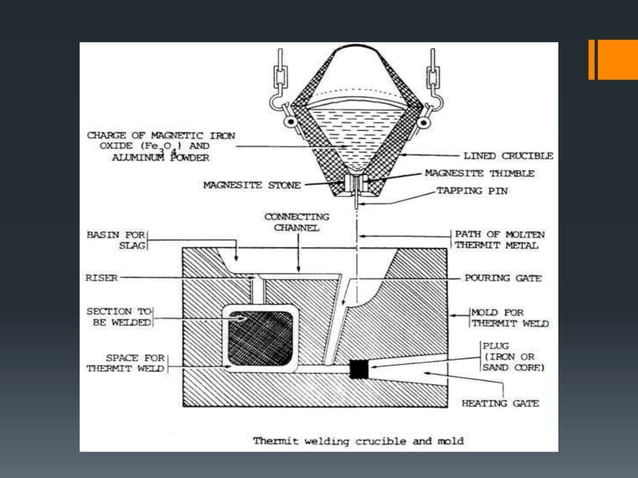 CHARGE OF MAGNETIC IRON
OXIDE (Fe3O4) AND
ALUMINUM POWDER
LINED CRUCIBLE
MAGNESITE THIMBLE
MAGNESITE STONE
TAPPING PIN
CONNECTING
CHANNEL
BASIN FOR
SLAG
PATH OF MOLTEN
THERMIT METAL
RISER
POURING GATE
SECTION TO
BE WELDED
MOLD FOR
THERMIT WELD
SPACE FOR
THERMIT WELD
PLUG
(IRON OR
SAND CORE)
HEATING GATE
Thermit welding crucible and mold